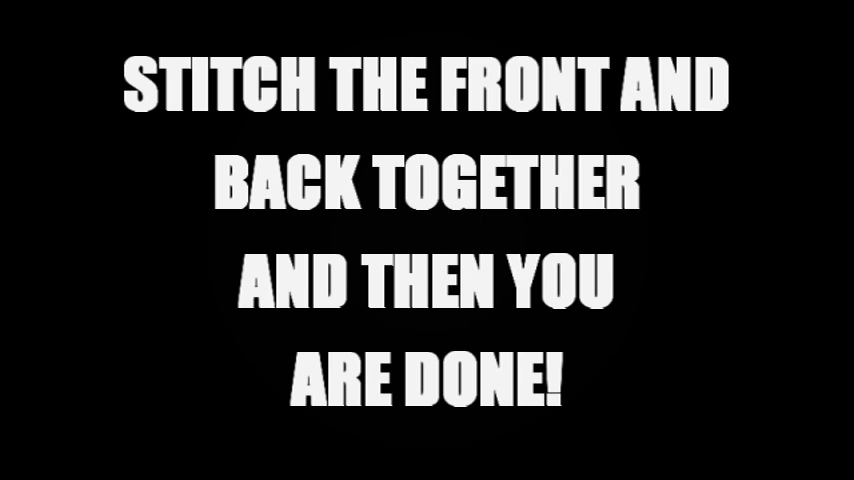 STITCH THE FRONT AND
BACK TOGETHER
AND THEN YOU
ARE DONE!